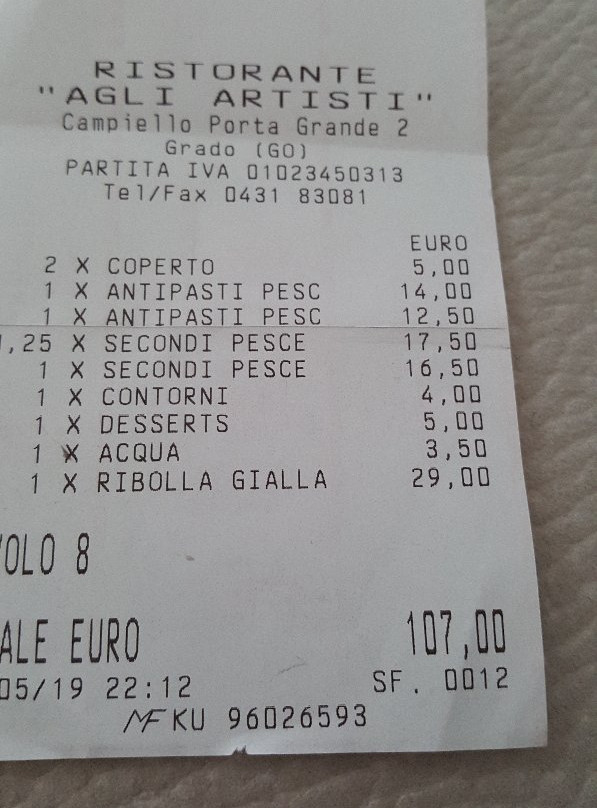 RISTORANTE
"AGLI ARTISTI"
Campiello Porta Grande 2
Grado (GO)
PARTITA IVA 01023450313
Tel/Fax 0431 83081
EURO
2 X COPERTO 5,00
1 X ANTIPASTI PESC 14,00
1 X ANTIPASTI PESC 12,50
,25 X SECONDI PESCE 17,50
1 X SECONDI PESCE 16,50
1 X CONTORNI 4,00
1 X DESSERTS 5,00
1 X ACQUA 3,50
1 X RIBOLLA GIALLA 29,00
OLO 8
ALE EURO 107,00
05/19 22:12 SF. 0012
MF KU 96026593